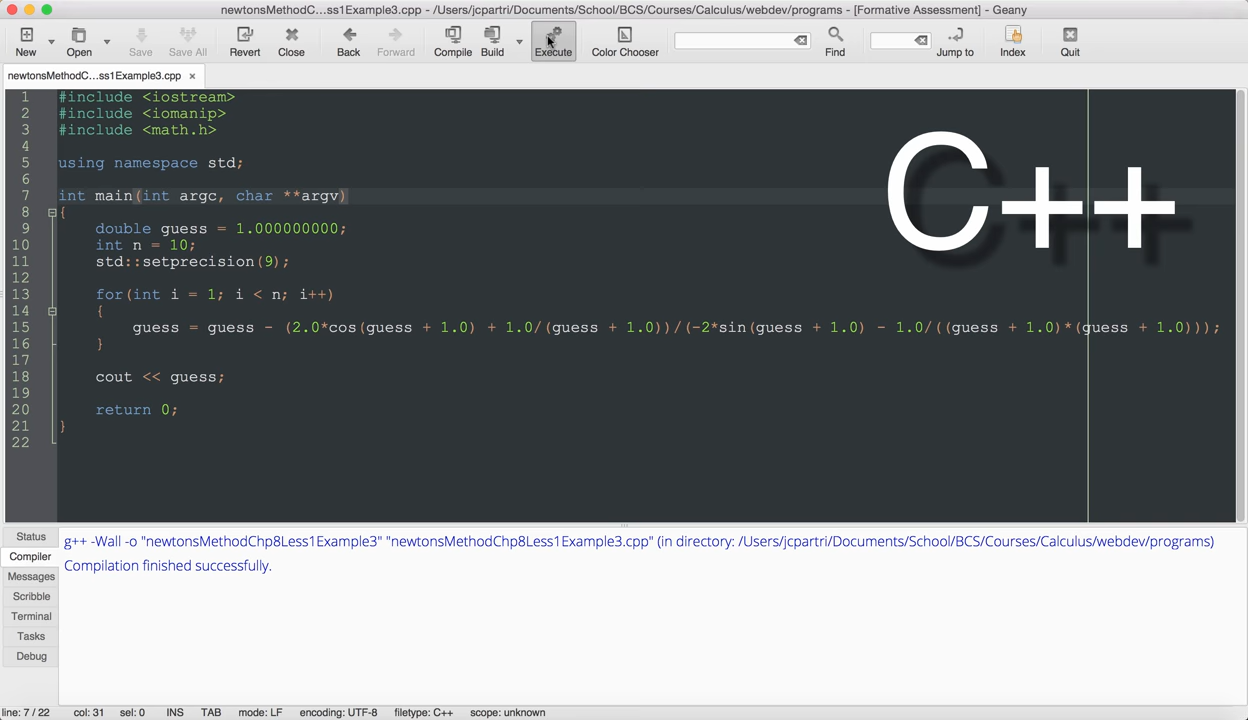 newtonsMethodC...ss1Example3.cpp - /Users/jcpartri/Documents/School/BCS/Courses/Calculus/webdev/programs - [Formative Assessment] - Geany
New Open Save Save All Revert Close Back Forward Compile Build Execute Color Chooser Find Jump to Index Quit
newtonsMethodC...ss1Example3.cpp ×
1 #include <iostream>
2 #include <iomanip>
3 #include <math.h>
4
5 using namespace std;
6
7 int main(int argc, char **argv)
8 {
9 double guess = 1.000000000;
10 int n = 10;
11 std::setprecision(9);
12
13 for(int i = 1; i < n; i++)
14 {
15 guess = guess - (2.0*cos(guess + 1.0) + 1.0/(guess + 1.0))/(-2*sin(guess + 1.0) - 1.0/((guess + 1.0)*(guess + 1.0)));
16 }
17
18 cout << guess;
19
20 return 0;
21 }
22
C++
Status
Compiler
Messages
Scribble
Terminal
Tasks
Debug
g++ -Wall -o "newtonsMethodChp8Less1Example3" "newtonsMethodChp8Less1Example3.cpp" (in directory: /Users/jcpartri/Documents/School/BCS/Courses/Calculus/webdev/programs)
Compilation finished successfully.
line: 7 / 22 col: 31 sel: 0 INS TAB mode: LF encoding: UTF-8 filetype: C++ scope: unknown